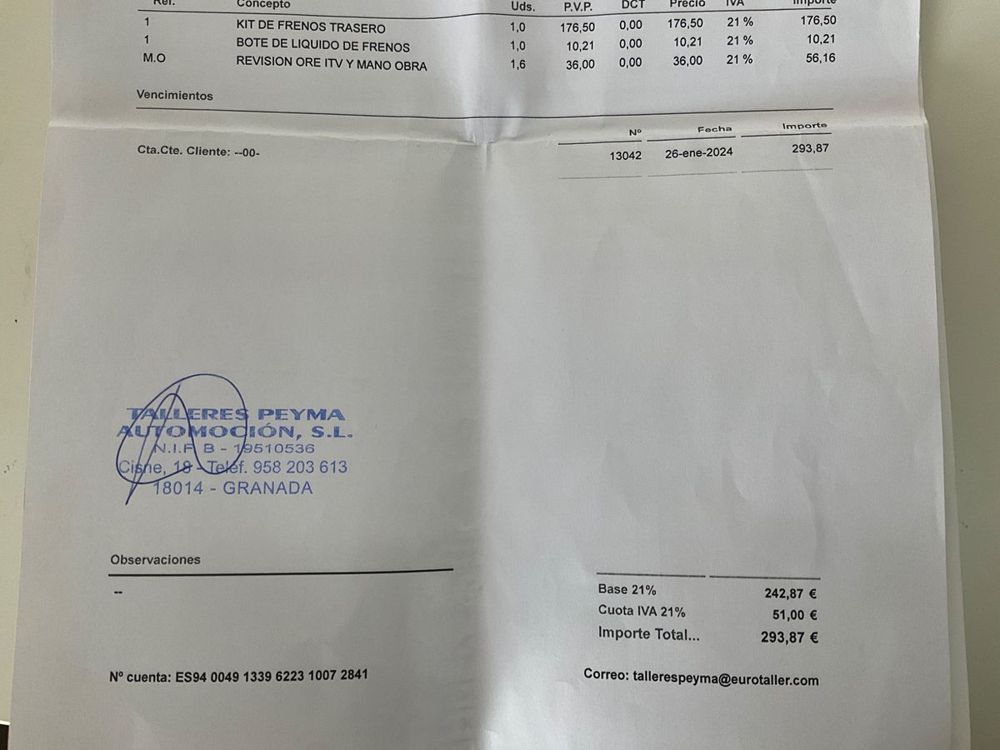 Ref. Concepto Uds. P.V.P. DCT Precio IVA Importe
1 KIT DE FRENOS TRASERO 1,0 176,50 0,00 176,50 21 % 176,50
1 BOTE DE LIQUIDO DE FRENOS 1,0 10,21 0,00 10,21 21 % 10,21
M.O REVISION ORE ITV Y MANO OBRA 1,6 36,00 0,00 36,00 21 % 56,16
Vencimientos
Nº Fecha Importe
Cta.Cte. Cliente: --00- 13042 26-ene-2024 293,87
TALLERES PEYMA
AUTOMOCIÓN, S.L.
N.I.F. B - 19510536
Cisne, 18 - Teléf. 958 203 613
18014 - GRANADA
Observaciones
--
Base 21% 242,87 €
Cuota IVA 21% 51,00 €
Importe Total... 293,87 €
Nº cuenta: ES94 0049 1339 6223 1007 2841
Correo: tallerespeyma@eurotaller.com